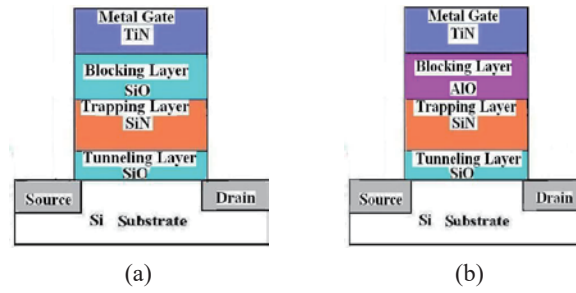 Metal Gate
TiN
Blocking Layer
SiO
Trapping Layer
SiN
Tunneling Layer
SiO
Source
Drain
Si Substrate
(a)
Metal Gate
TiN
Blocking Layer
AlO
Trapping Layer
SiN
Tunneling Layer
SiO
Source
Drain
Si Substrate
(b)